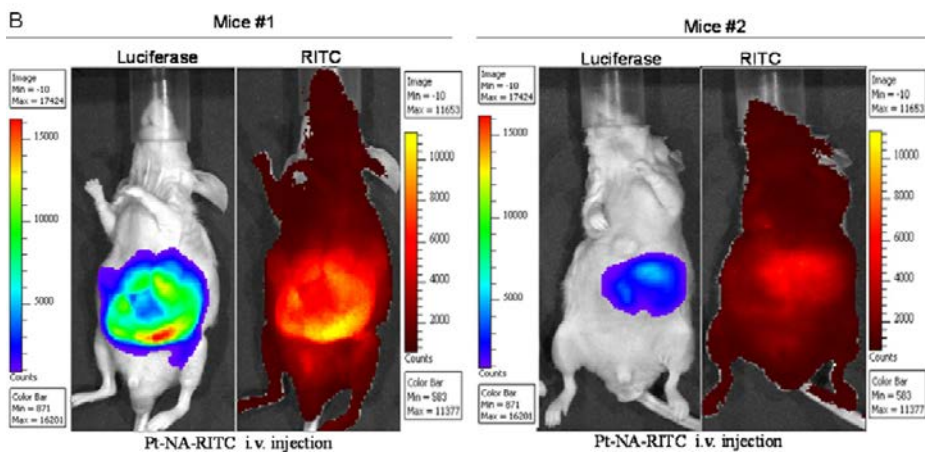 B
Mice #1
Mice #2
Luciferase
RITC
Luciferase
RITC
Image
Min = -10
Max = 17424
15000
10000
5000
Counts
Color Bar
Min = 871
Max = 16201
Image
Min = -10
Max = 11653
10000
8000
6000
4000
2000
Counts
Color Bar
Min = 583
Max = 11377
Image
Min = -10
Max = 17424
15000
10000
5000
Counts
Color Bar
Min = 871
Max = 16201
Image
Min = -10
Max = 11653
10000
8000
6000
4000
2000
Counts
Color Bar
Min = 583
Max = 11377
Pt-NA-RITC i.v. injection
Pt-NA-RITC i.v. injection